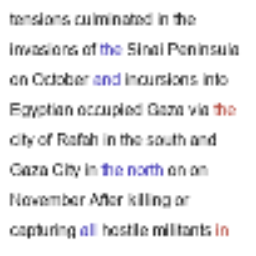 tensions culminated in the
invasions of the Sinai Peninsula
on October and incursions into
Egyptian occupied Gaza via the
city of Rafah in the south and
Gaza City in the north on on
November After killing or
capturing all hostile militants in